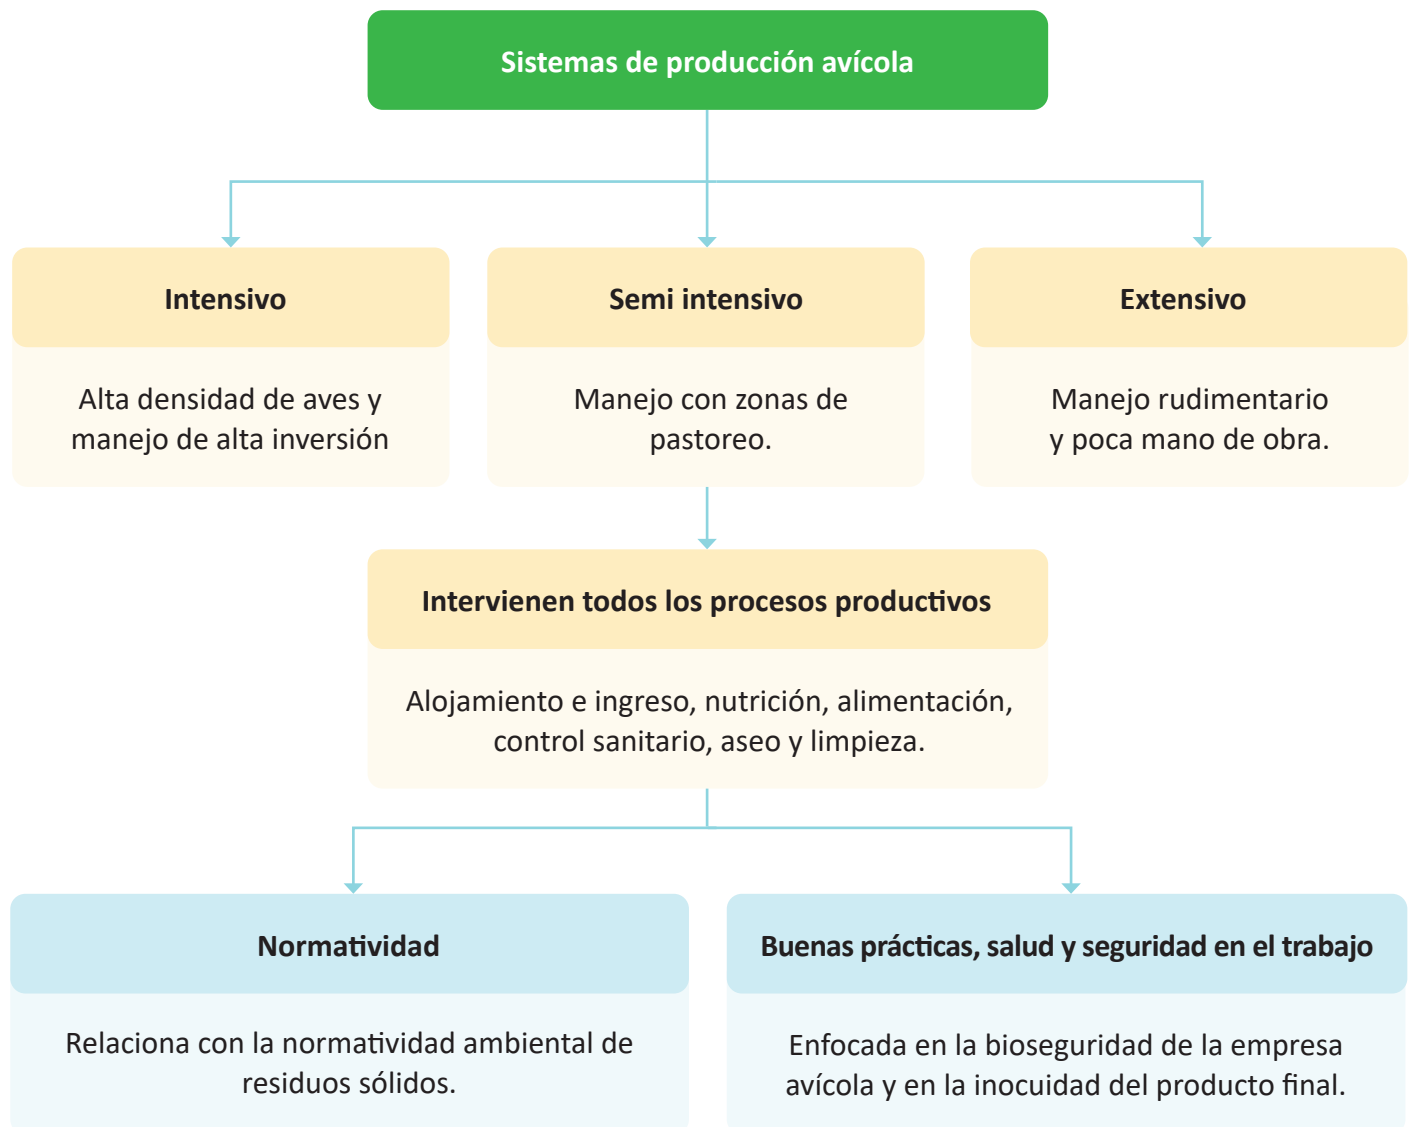 Sistemas de producción avícola
Intensivo
Alta densidad de aves y
manejo de alta inversión
Semi intensivo
Manejo con zonas de
pastoreo.
Extensivo
Manejo rudimentario
y poca mano de obra.
Intervienen todos los procesos productivos
Alojamiento e ingreso, nutrición, alimentación,
control sanitario, aseo y limpieza.
Normatividad
Relaciona con la normatividad ambiental de
residuos sólidos.
Buenas prácticas, salud y seguridad en el trabajo
Enfocada en la bioseguridad de la empresa
avícola y en la inocuidad del producto final.